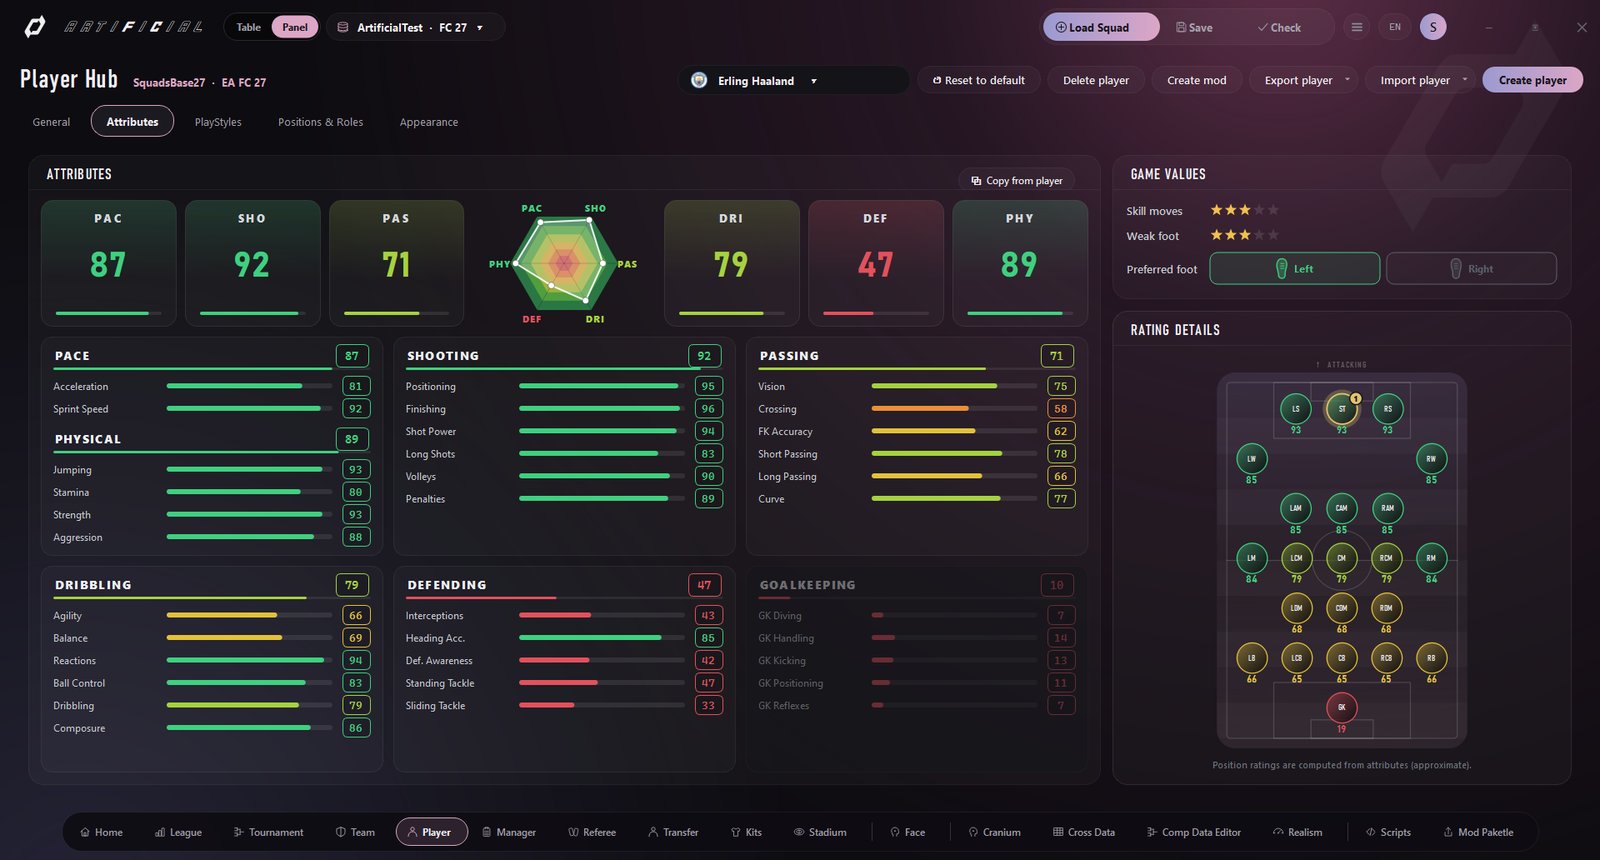 ARTIFICIAL
Table
Panel
ArtificialTest · FC 27
Load Squad
Save
Check
EN
S
Player Hub
SquadsBase27 · EA FC 27
Erling Haaland
Reset to default
Delete player
Create mod
Export player
Import player
Create player
General
Attributes
PlayStyles
Positions & Roles
Appearance
ATTRIBUTES
Copy from player
PAC
87
SHO
92
PAS
71
PAC
SHO
PHY
PAS
DEF
DRI
DRI
79
DEF
47
PHY
89
PACE 87
Acceleration 81
Sprint Speed 92
PHYSICAL 89
Jumping 93
Stamina 80
Strength 93
Aggression 88
SHOOTING 92
Positioning 95
Finishing 96
Shot Power 94
Long Shots 83
Volleys 90
Penalties 89
PASSING 71
Vision 75
Crossing 58
FK Accuracy 62
Short Passing 78
Long Passing 66
Curve 77
DRIBBLING 79
Agility 66
Balance 69
Reactions 94
Ball Control 83
Dribbling 79
Composure 86
DEFENDING 47
Interceptions 43
Heading Acc. 85
Def. Awareness 42
Standing Tackle 47
Sliding Tackle 33
GOALKEEPING 10
GK Diving 7
GK Handling 14
GK Kicking 13
GK Positioning 11
GK Reflexes 7
GAME VALUES
Skill moves
Weak foot
Preferred foot
Left
Right
RATING DETAILS
↑ ATTACKING
1
LS ST RS
93 93 93
LW RW
85 85
LAM CAM RAM
85 85 85
LM LCM CM RCM RM
84 79 79 79 84
LDM CDM RDM
68 68 68
LB LCB CB RCB RB
66 65 65 65 66
GK
19
Position ratings are computed from attributes (approximate).
Home
League
Tournament
Team
Player
Manager
Referee
Transfer
Kits
Stadium
Face
Cranium
Cross Data
Comp Data Editor
Realism
Scripts
Mod Paketle